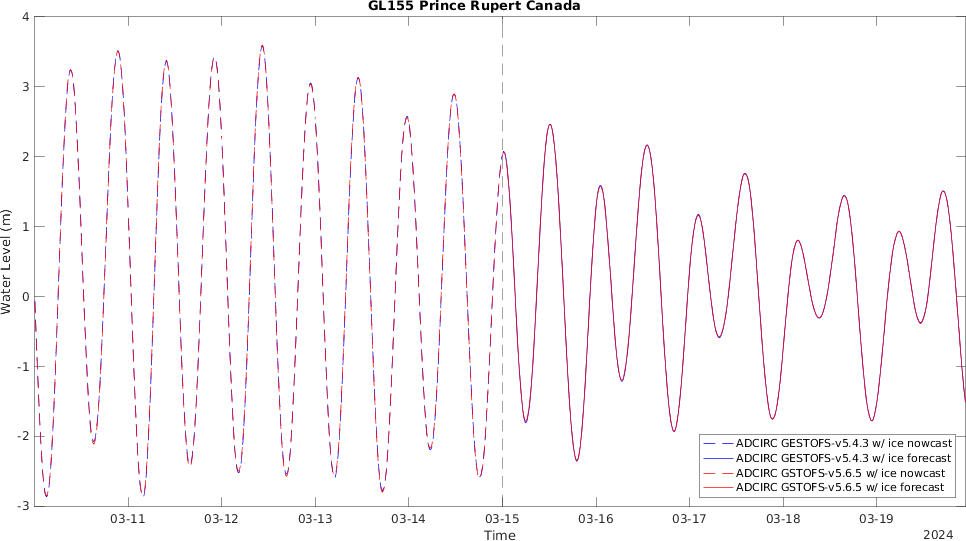 GL155 Prince Rupert Canada
4
3
2
1
0
-1
-2
-3
Water Level (m)
ADCIRC GESTOFS-v5.4.3 w/ ice nowcast
ADCIRC GESTOFS-v5.4.3 w/ ice forecast
ADCIRC GSTOFS-v5.6.5 w/ ice nowcast
ADCIRC GSTOFS-v5.6.5 w/ ice forecast
03-11 03-12 03-13 03-14 03-15 03-16 03-17 03-18 03-19
Time
2024